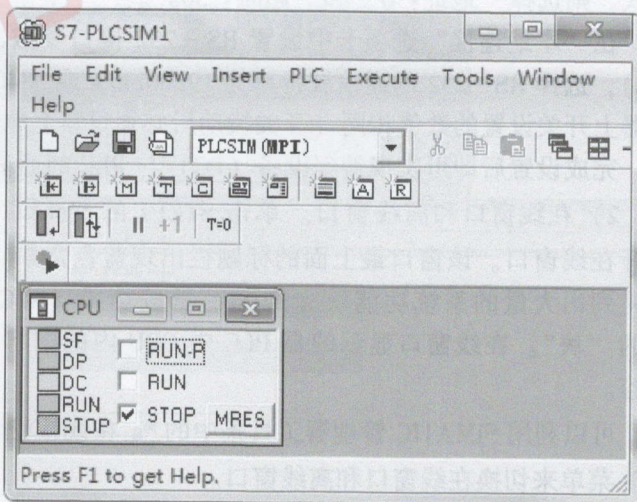 S7-PLCSIM1
File Edit View Insert PLC Execute Tools Window
Help
PLCSIM(MPI)
M T C
A R
+1 T=0
CPU
SF
DP
DC
RUN
STOP
RUN-P
RUN
STOP MRES
Press F1 to get Help.